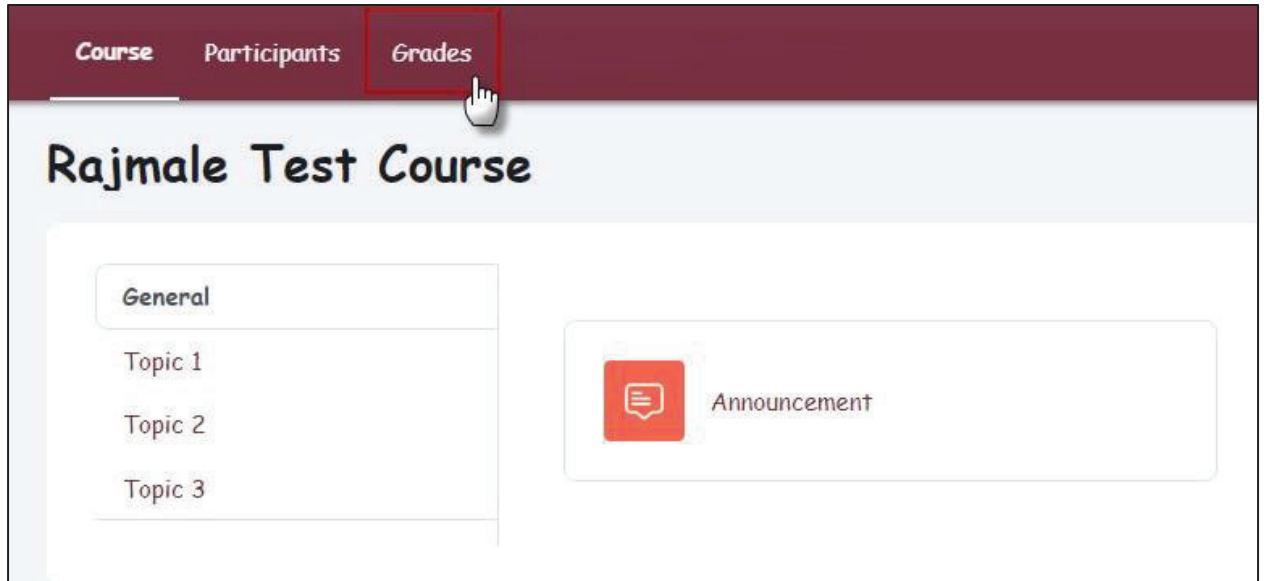 Course Participants Grades
Rajmale Test Course
General
Topic 1
Topic 2
Topic 3
Announcement